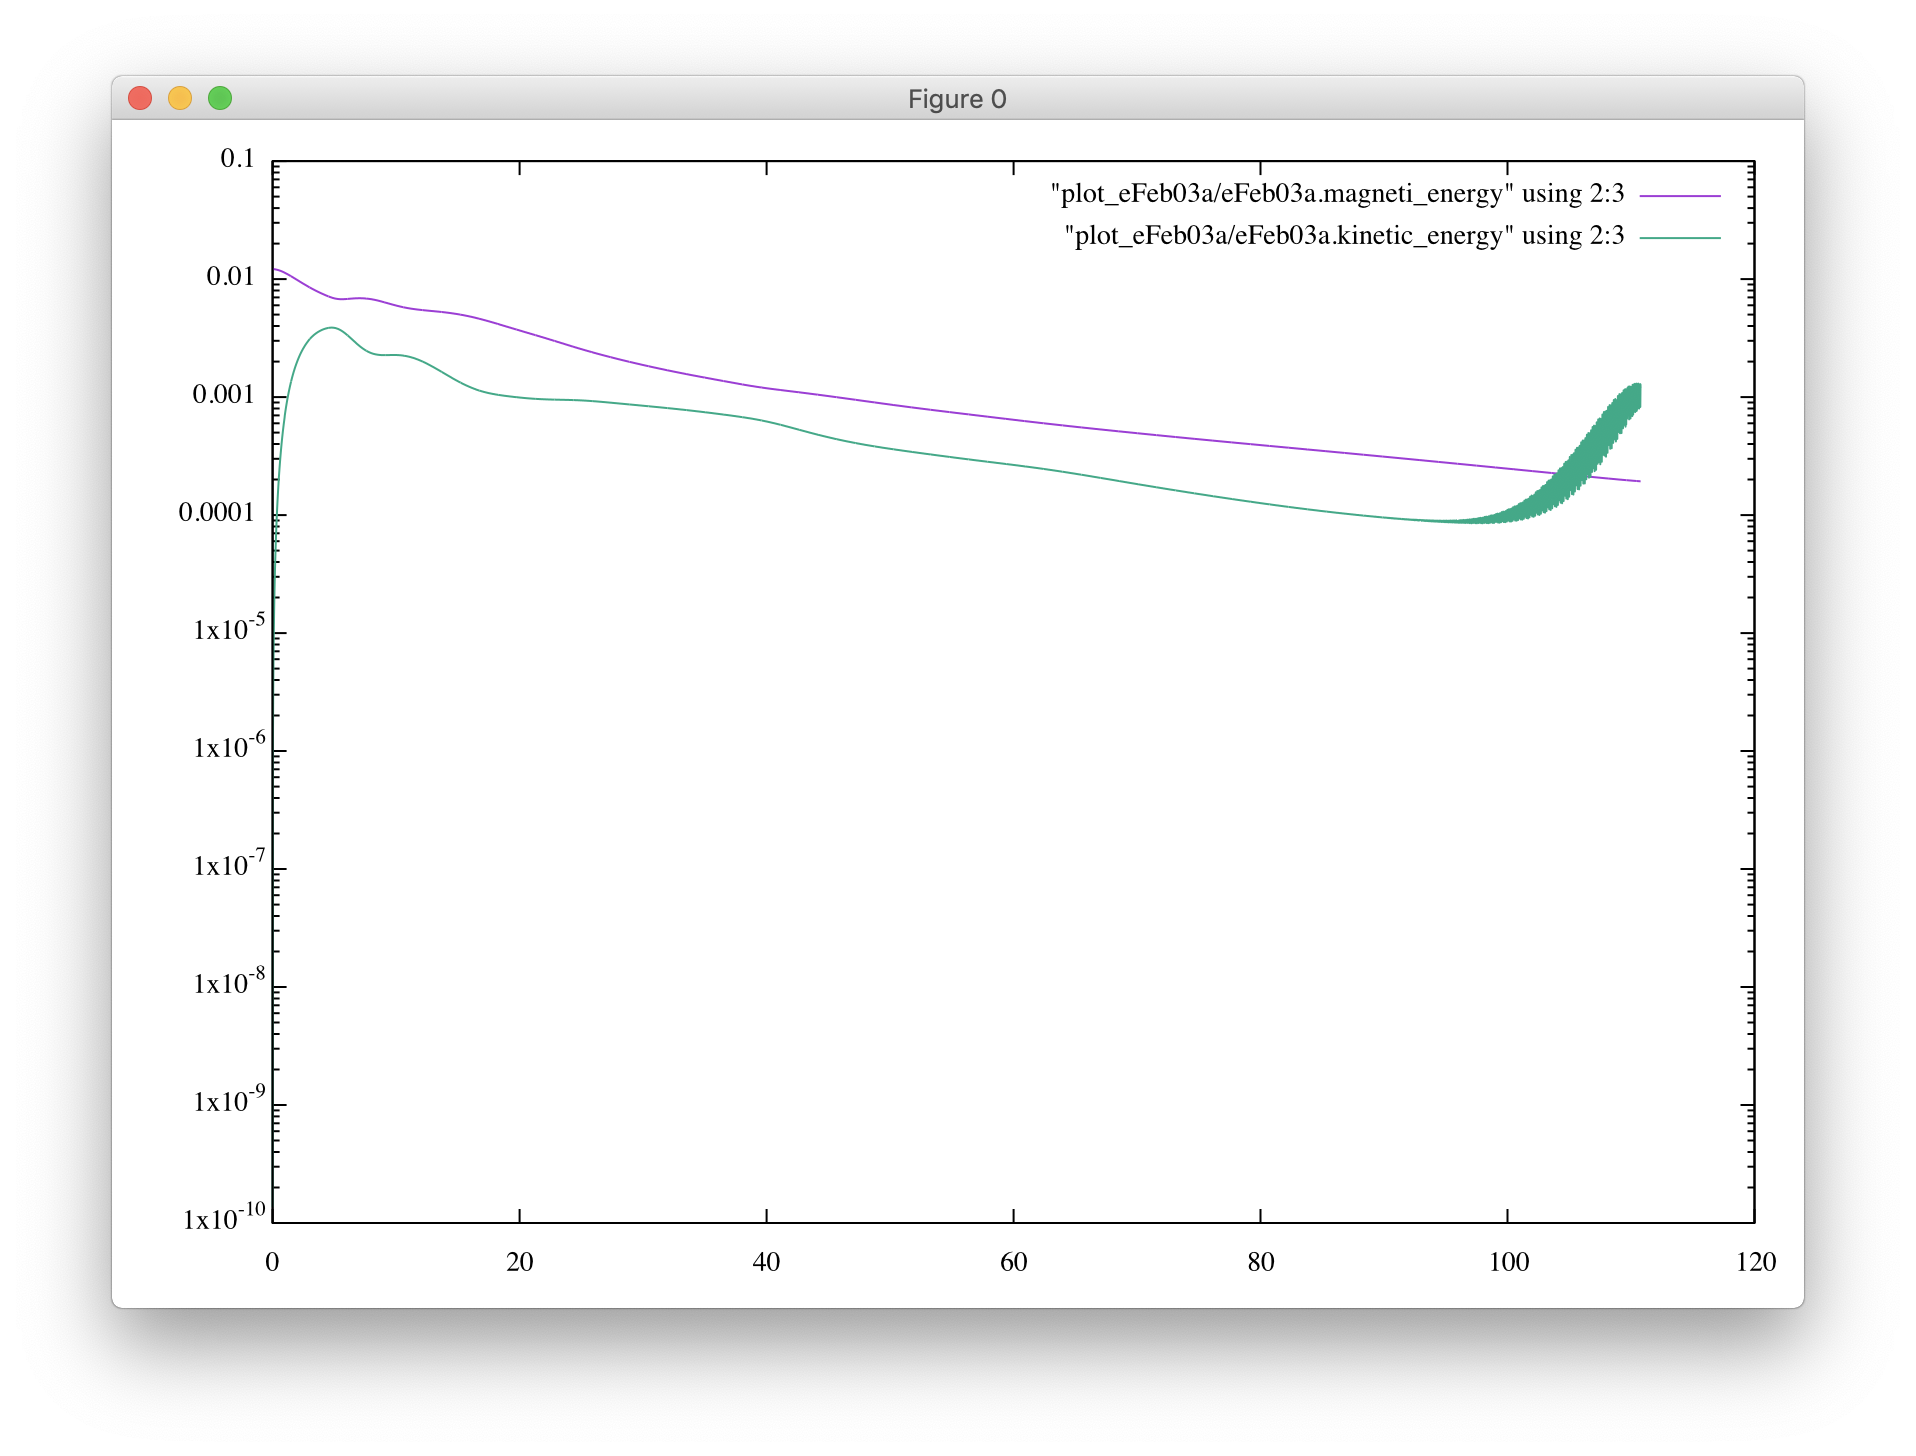 Figure 0
0.1
"plot_eFeb03a/eFeb03a.magneti_energy" using 2:3
"plot_eFeb03a/eFeb03a.kinetic_energy" using 2:3
0.01
0.001
0.0001
1x10-5
1x10-6
1x10-7
1x10-8
1x10-9
1x10-10
0 20 40 60 80 100 120